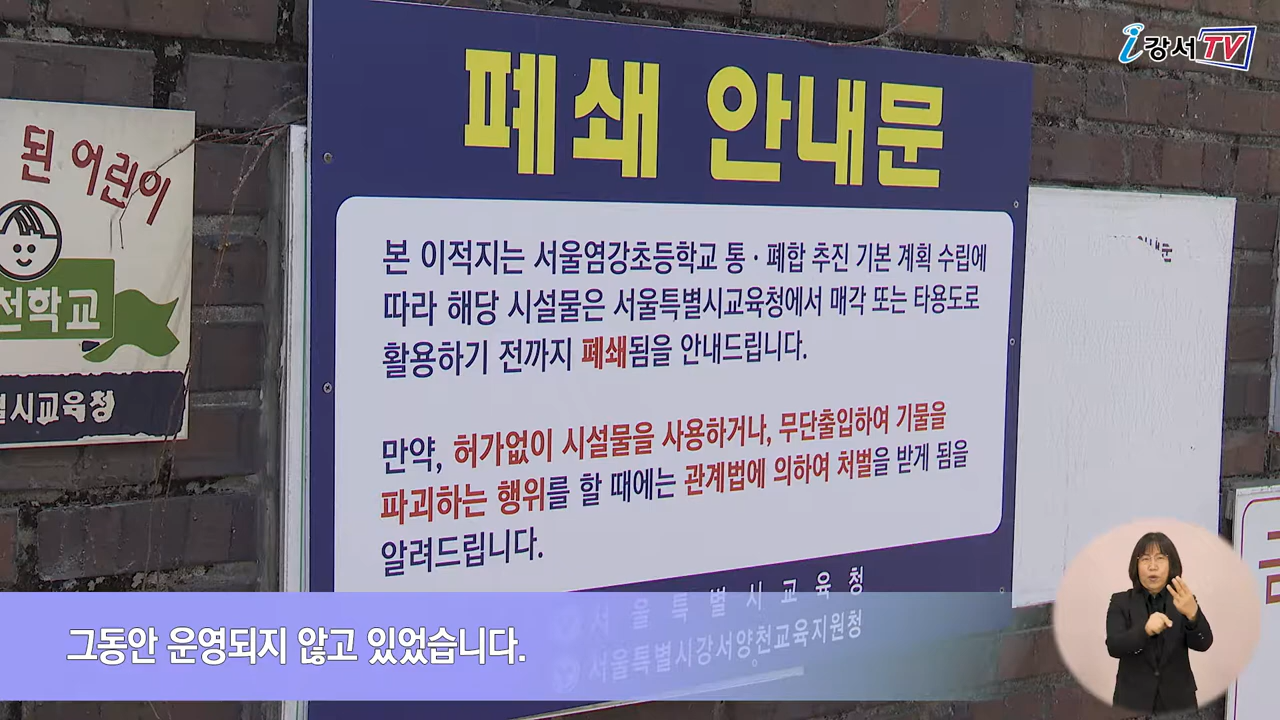 i강서TV
폐쇄 안내문
본 이적지는 서울염강초등학교 통·폐합 추진 기본 계획 수립에
따라 해당 시설물은 서울특별시교육청에서 매각 또는 타용도로
활용하기 전까지 폐쇄됨을 안내드립니다.
만약, 허가없이 시설물을 사용하거나, 무단출입하여 기물을
파괴하는 행위를 할 때에는 관계법에 의하여 처벌을 받게 됨을
알려드립니다.
서울특별시교육청
서울특별시강서양천교육지원청
된 어린이
천학교
별시교육청
내문
그동안 운영되지 않고 있었습니다.